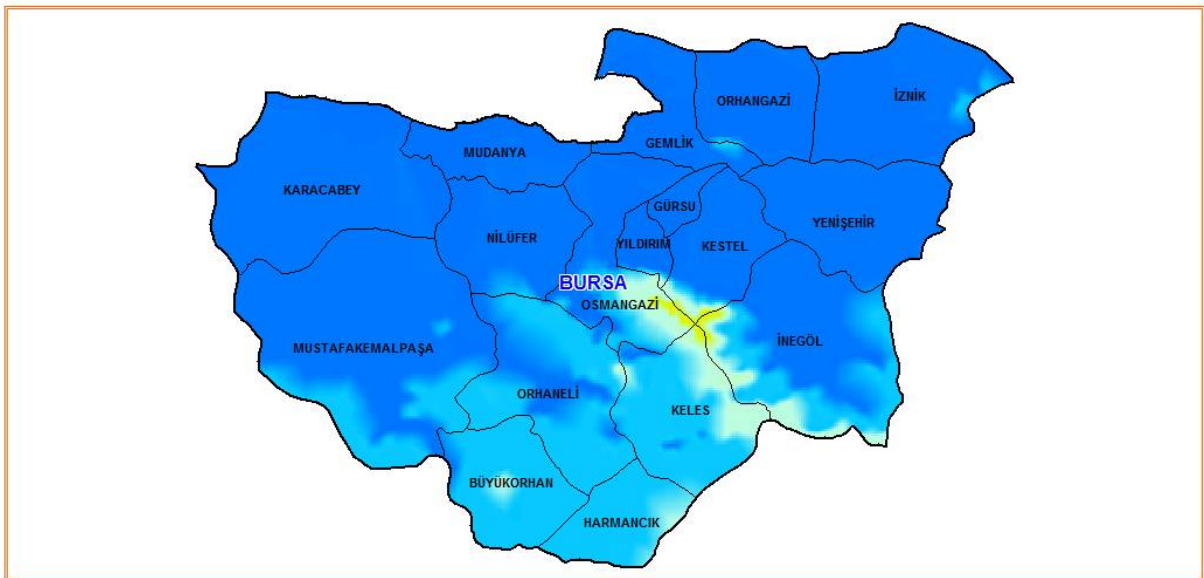 İZNİK
ORHANGAZİ
GEMLİK
MUDANYA
KARACABEY
GÜRSU
YENİŞEHİR
NİLÜFER
YILDIRIM
KESTEL
BURSA
OSMANGAZİ
İNEGÖL
MUSTAFAKEMALPAŞA
ORHANELİ
KELES
BÜYÜKORHAN
HARMANCIK